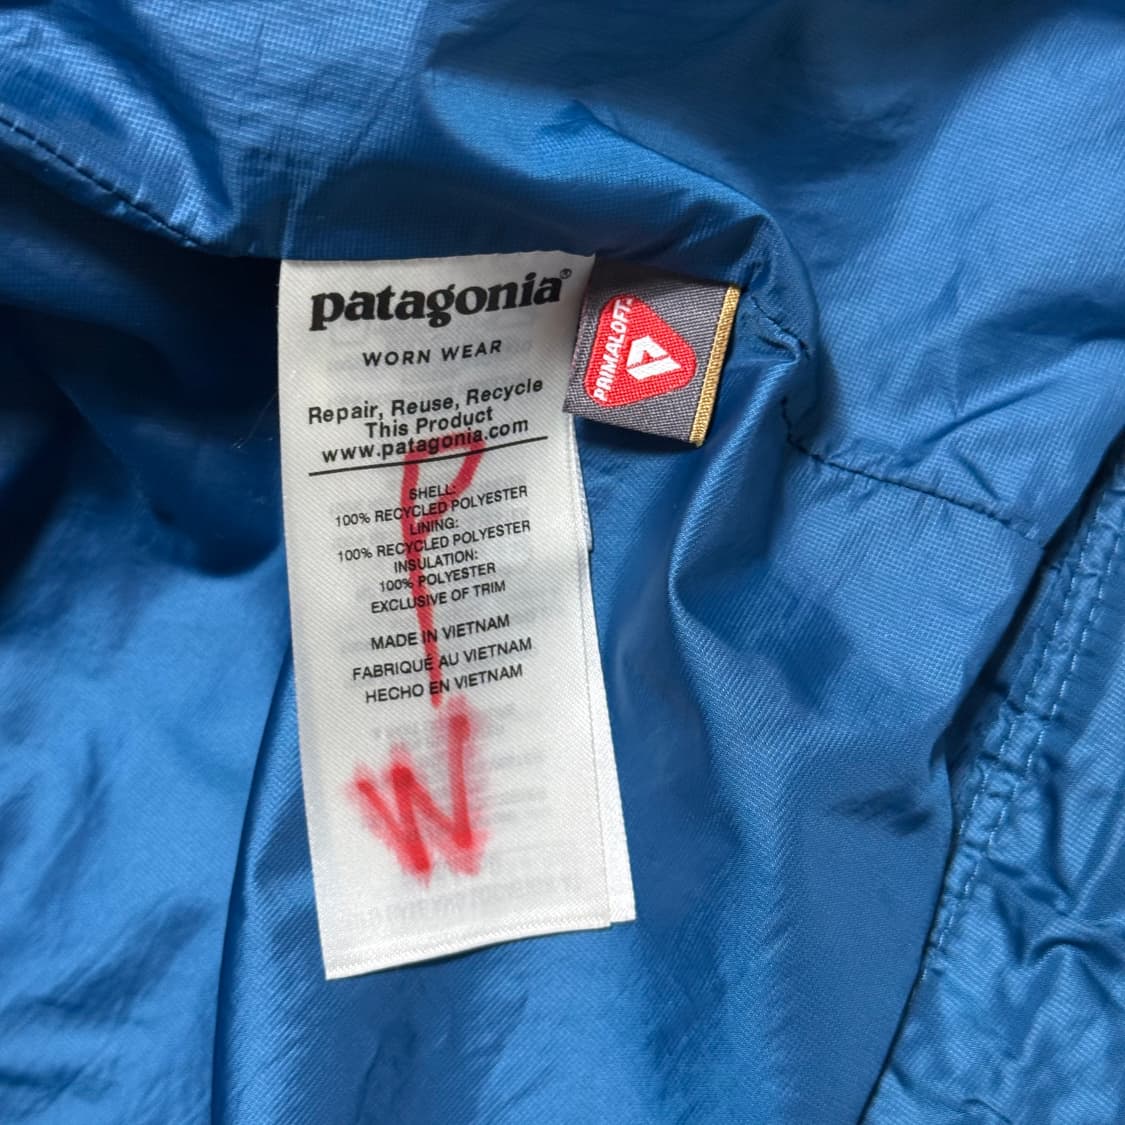 patagonia®
WORN WEAR
Repair, Reuse, Recycle
This Product
www.patagonia.com
SHELL:
100% RECYCLED POLYESTER
LINING:
100% RECYCLED POLYESTER
INSULATION:
100% POLYESTER
EXCLUSIVE OF TRIM
MADE IN VIETNAM
FABRIQUÉ AU VIETNAM
HECHO EN VIETNAM
P
W
PRIMALOFT